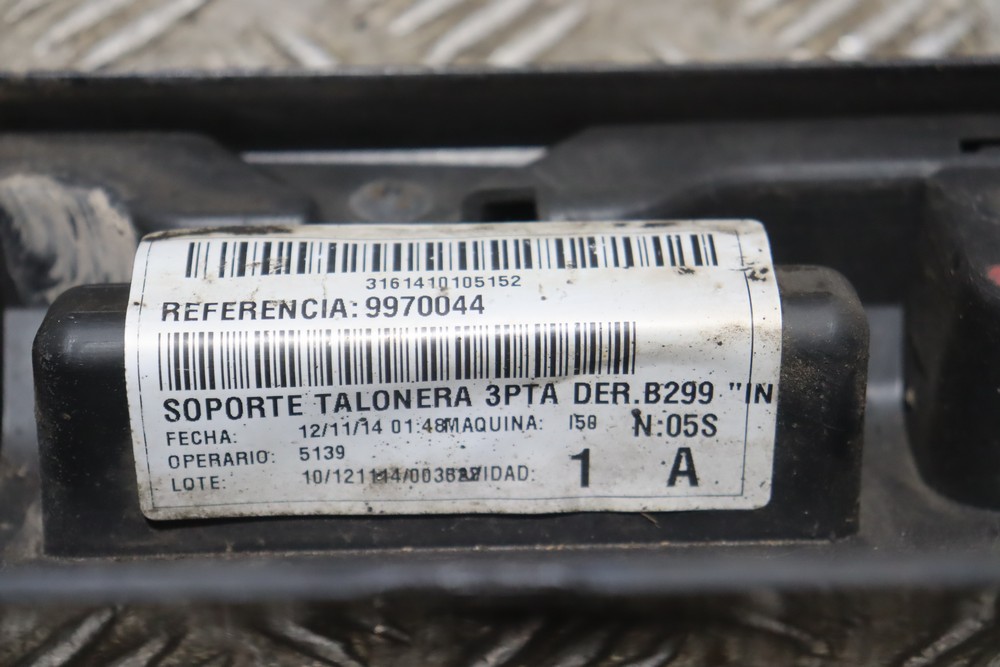 3161410105152
REFERENCIA: 9970044
SOPORTE TALONERA 3PTA DER.B299 "IN
FECHA: 12/11/14 01:48 MAQUINA: I58 N:05S
OPERARIO: 5139
LOTE: 1 A